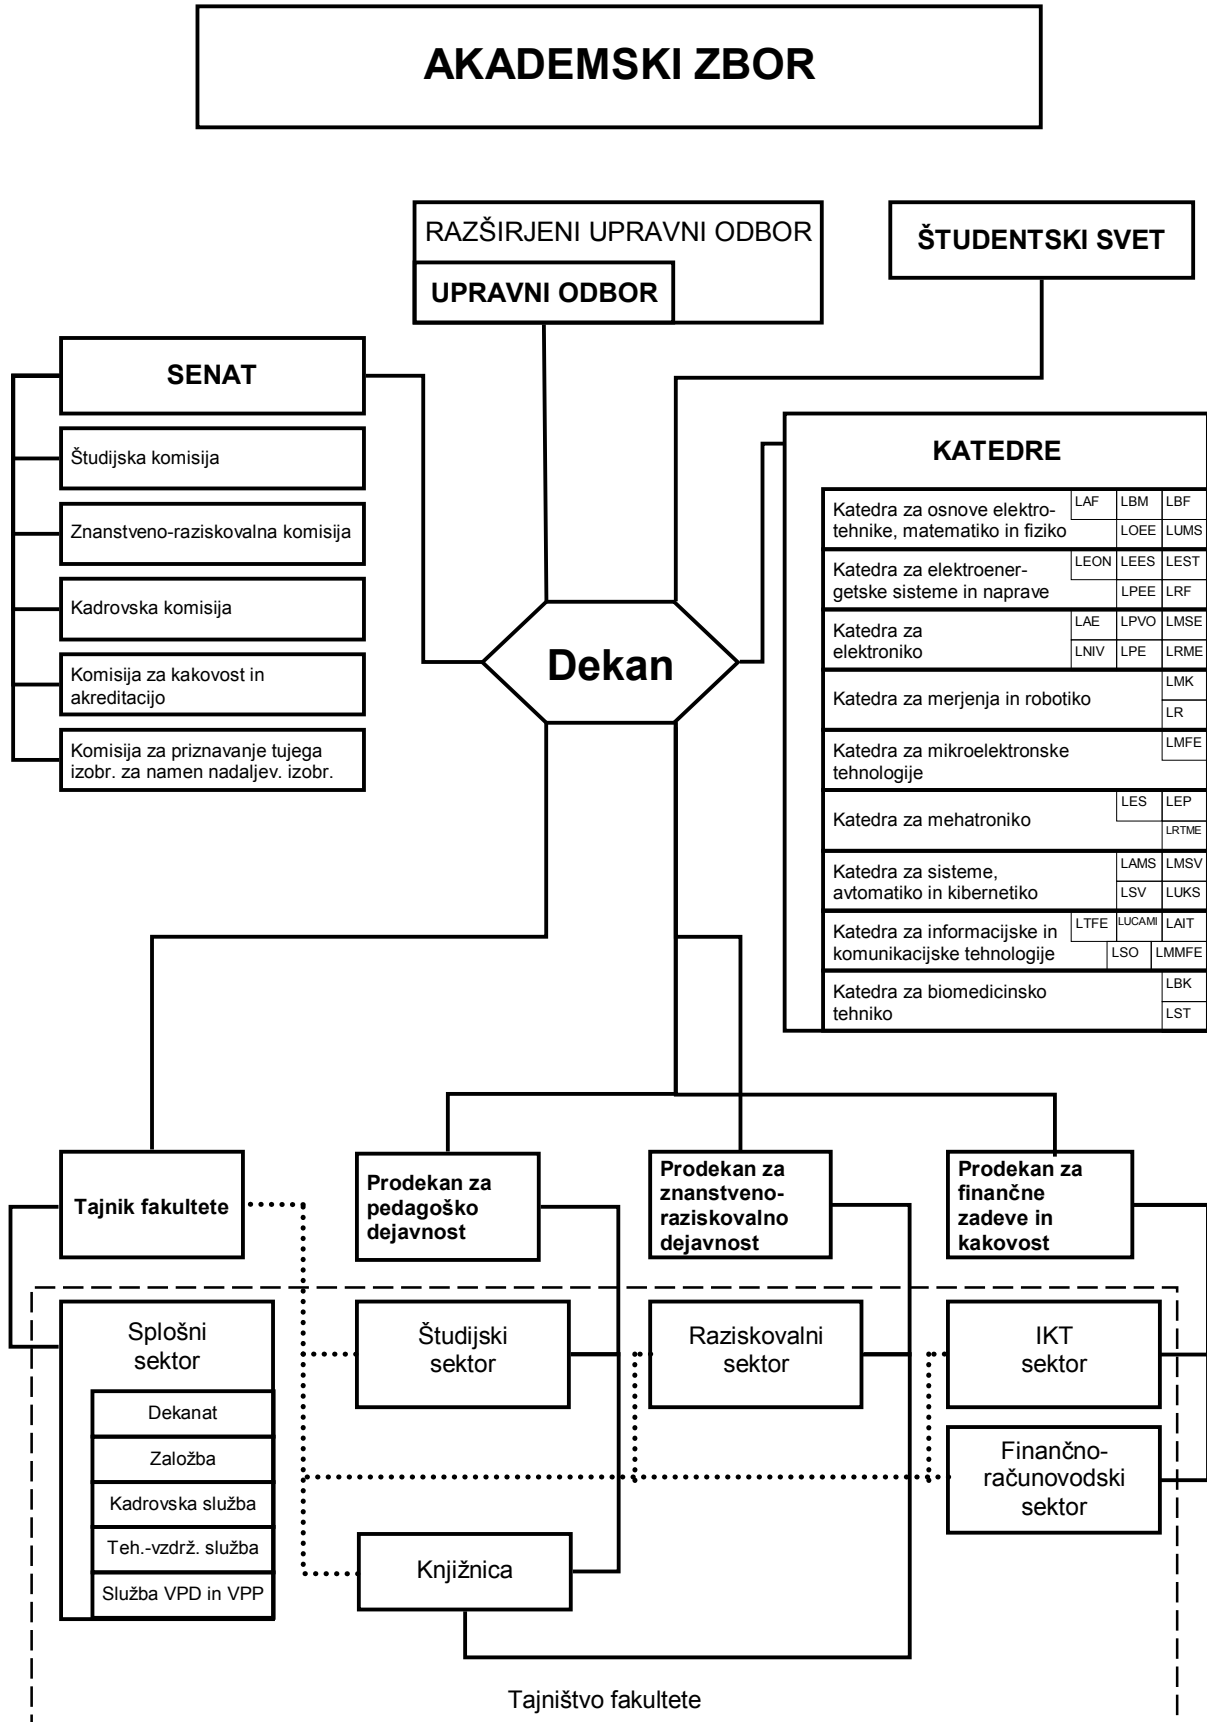 AKADEMSKI ZBOR
RAZŠIRJENI UPRAVNI ODBOR
UPRAVNI ODBOR
ŠTUDENTSKI SVET
SENAT
Študijska komisija
Znanstveno-raziskovalna komisija
Kadrovska komisija
Komisija za kakovost in
akreditacijo
Komisija za priznavanje tujega
izobr. za namen nadaljev. izobr.
Dekan
KATEDRE
Katedra za osnove elektro-
tehnike, matematiko in fiziko
LAF LBM LBF
LOEE LUMS
Katedra za elektroener-
getske sisteme in naprave
LEON LEES LEST
LPEE LRF
Katedra za
elektroniko
LAE LPVO LMSE
LNIV LPE LRME
Katedra za merjenja in robotiko
LMK
LR
Katedra za mikroelektronske
tehnologije
LMFE
Katedra za mehatroniko
LES LEP
LRTME
Katedra za sisteme,
avtomatiko in kibernetiko
LAMS LMSV
LSV LUKS
Katedra za informacijske in
komunikacijske tehnologije
LTFE LUCAMI LAIT
LSO LMMFE
Katedra za biomedicinsko
tehniko
LBK
LST
Tajnik fakultete
Prodekan za
pedagoško
dejavnost
Prodekan za
znanstveno-
raziskovalno
dejavnost
Prodekan za
finančne
zadeve in
kakovost
Splošni
sektor
Dekanat
Založba
Kadrovska služba
Teh.-vzdrž. služba
Služba VPD in VPP
Študijski
sektor
Raziskovalni
sektor
IKT
sektor
Finančno-
računovodski
sektor
Knjižnica
Tajništvo fakultete